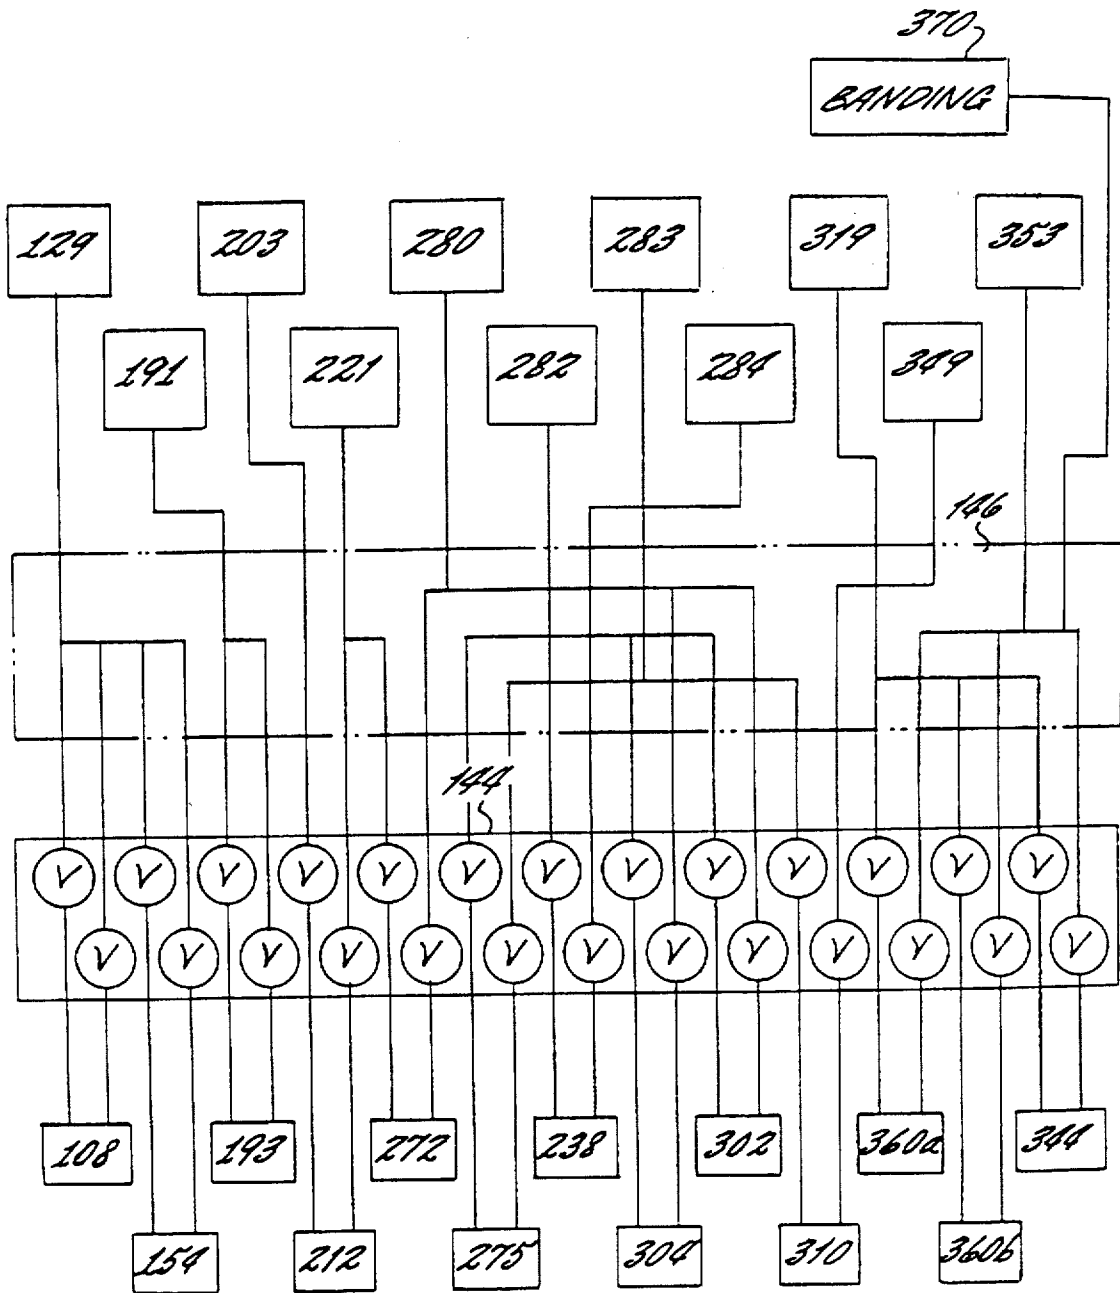 370
BANDING
129 203 280 283 319 353
191 221 282 284 349
146
144
V V V V V V V V V V V V V
V V V V V V V V V V V V V
108 193 272 238 302 360a 344
154 212 275 304 310 360b